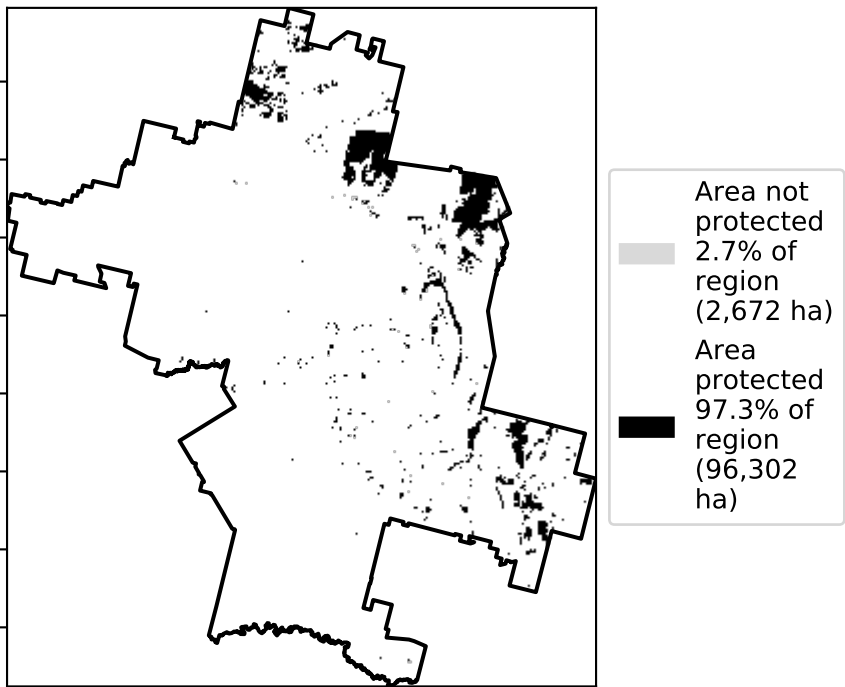 Area not
protected
2.7% of
region
(2,672 ha)
Area
protected
97.3% of
region
(96,302
ha)